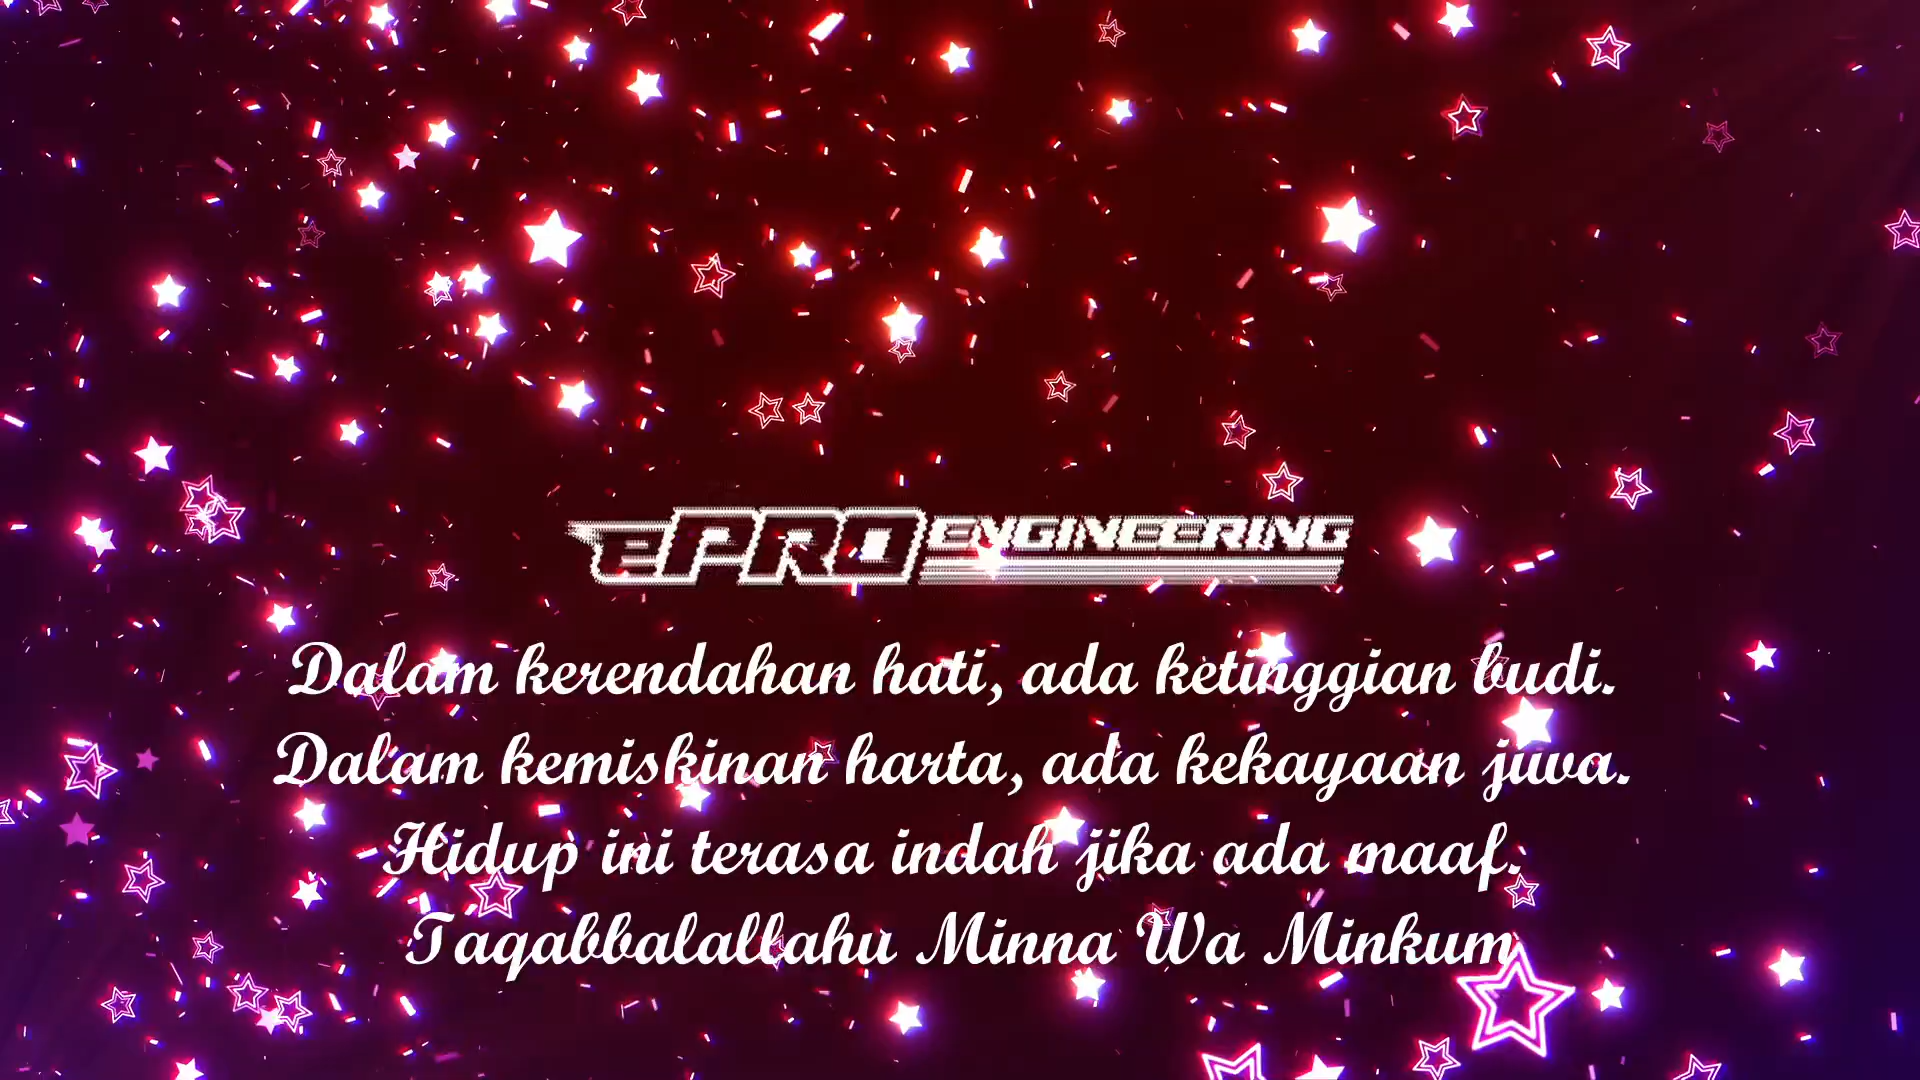 ePRO ENGINEERING
Dalam kerendahan hati, ada ketinggian budi.
Dalam kemiskinan harta, ada kekayaan jiwa.
Hidup ini terasa indah jika ada maaf.
Taqabbalallahu Minna Wa Minkum